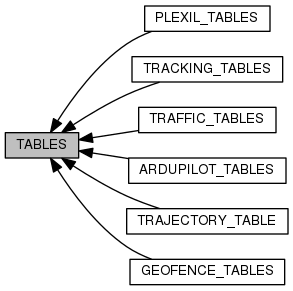 PLEXIL_TABLES
TRACKING_TABLES
TRAFFIC_TABLES
TABLES
ARDUPILOT_TABLES
TRAJECTORY_TABLE
GEOFENCE_TABLES